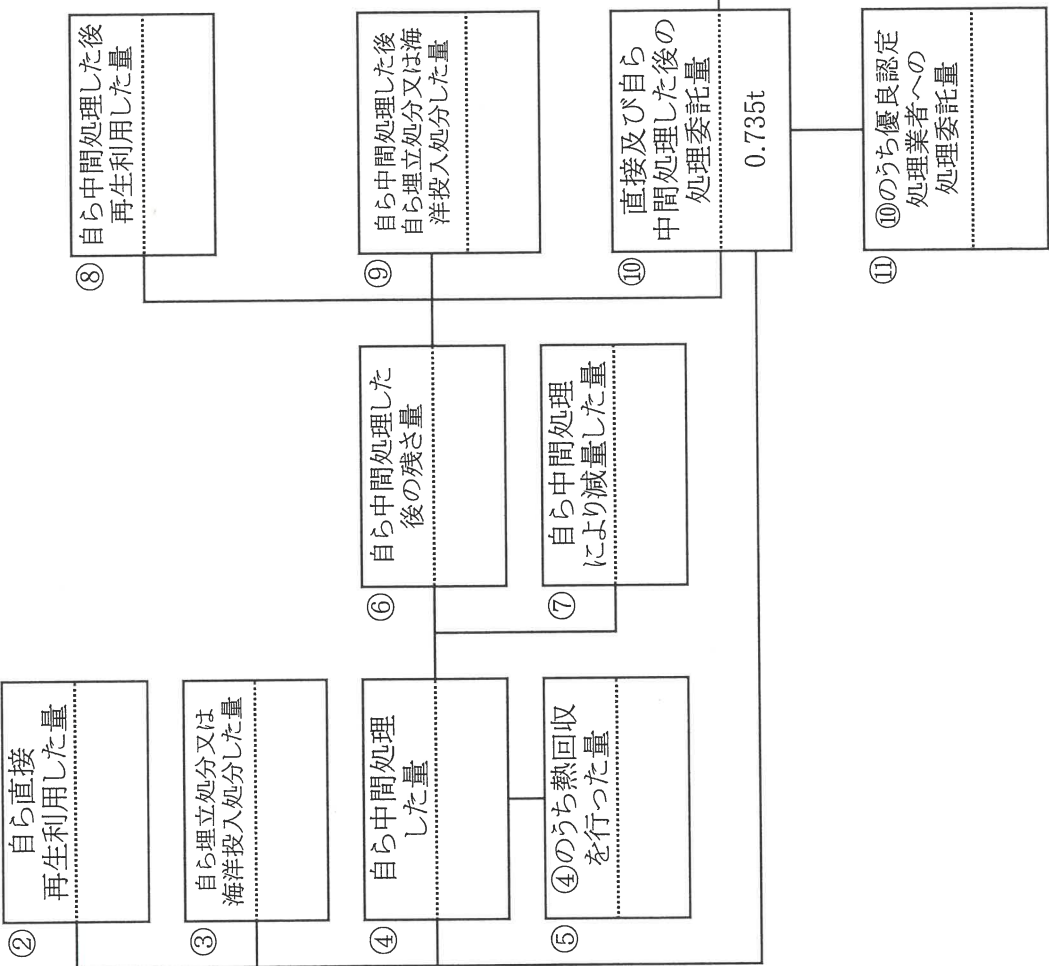 ②
自ら直接
再生利用した量
③
自ら埋立処分又は
海洋投入処分した量
④
自ら中間処理
した量
⑤
④のうち熱回収
を行った量
⑥
自ら中間処理した
後の残さ量
⑦
自ら中間処理
により減量した量
⑧
自ら中間処理した後
再生利用した量
⑨
自ら中間処理した後
自ら埋立処分又は海
洋投入処分した量
⑩
直接及び自ら
中間処理した後の
処理委託量
0.735t
⑪
⑩のうち優良認定
処理業者への
処理委託量